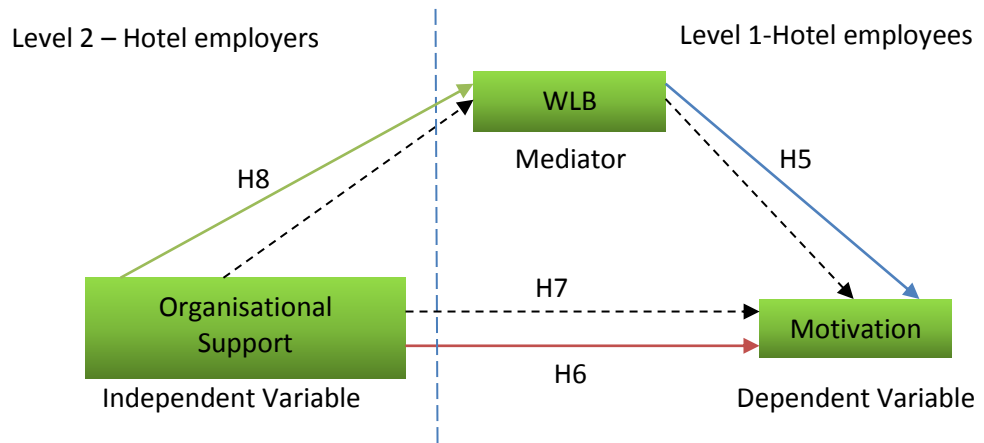 Level 2 – Hotel employers
Level 1-Hotel employees
WLB
Mediator
H8
H5
H7
Organisational
Support
Motivation
H6
Independent Variable
Dependent Variable